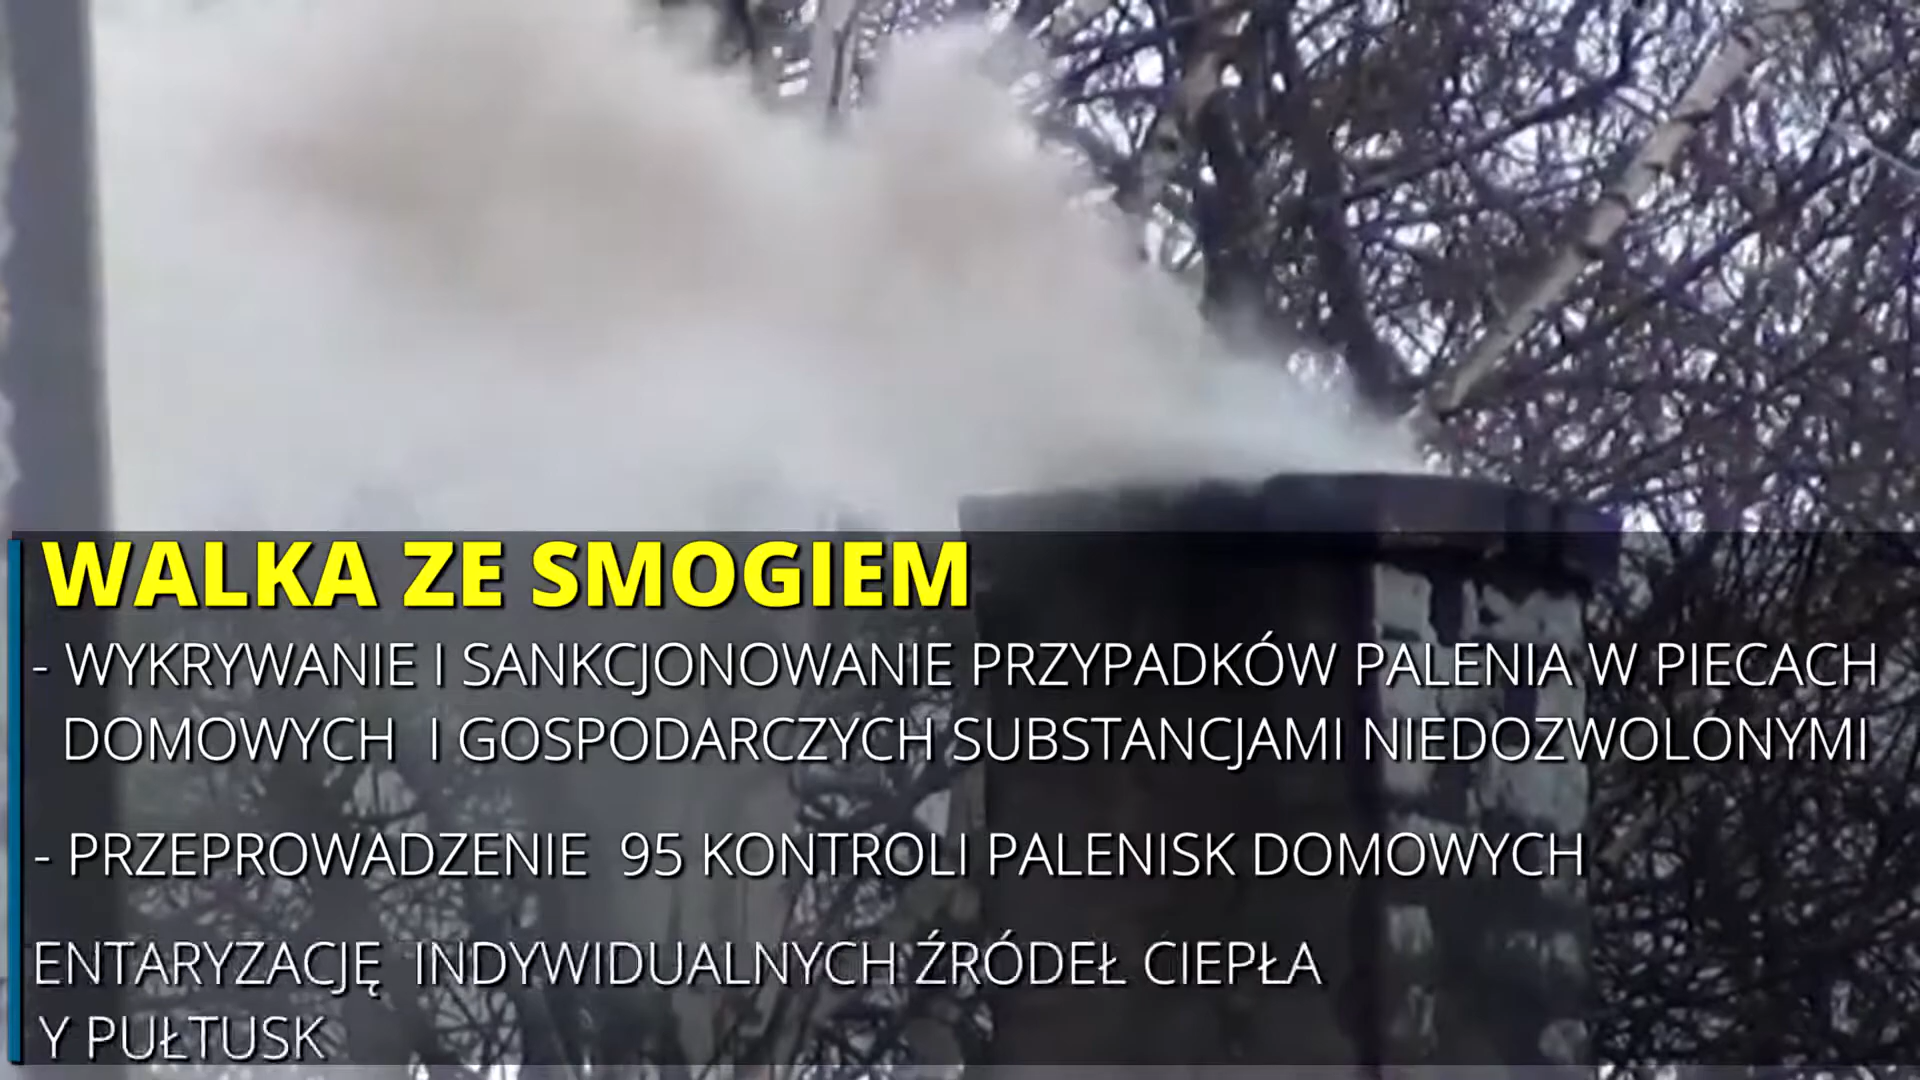 WALKA ZE SMOGIEM
- WYKRYWANIE I SANKCJONOWANIE PRZYPADKÓW PALENIA W PIECACH
DOMOWYCH I GOSPODARCZYCH SUBSTANCJAMI NIEDOZWOLONYMI
- PRZEPROWADZENIE 95 KONTROLI PALENISK DOMOWYCH
ENTARYZACJĘ INDYWIDUALNYCH ŹRÓDEŁ CIEPŁA
Y PUŁTUSK